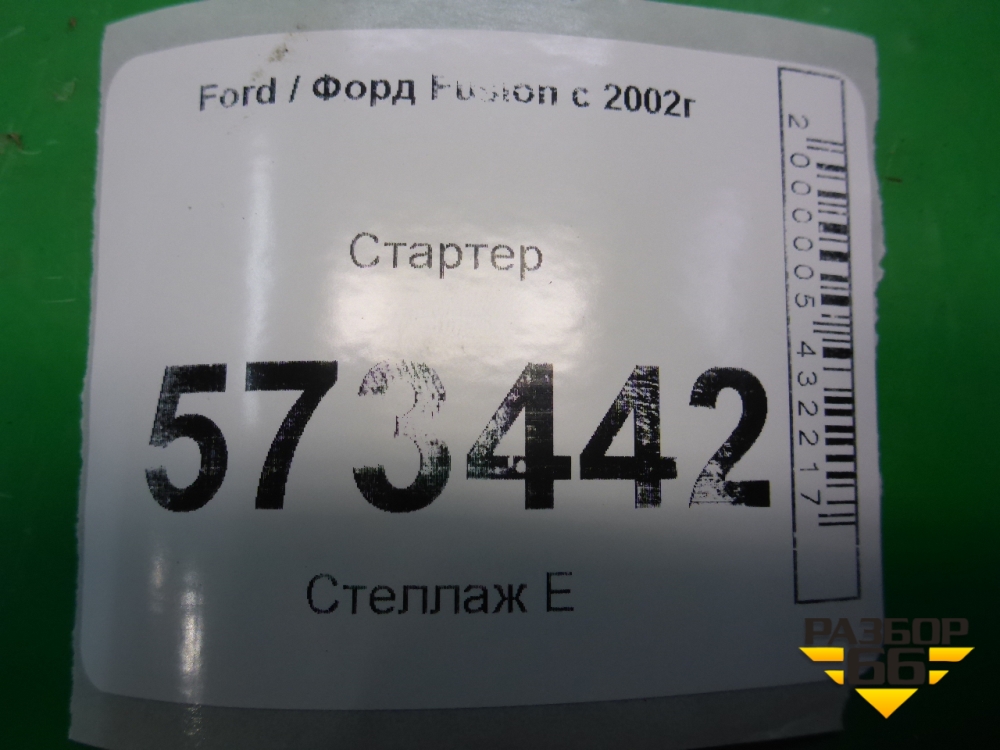 Ford / Форд Fusion с 2002г
Стартер
573442
Стеллаж Е
2000005432217
РАЗБОР
66